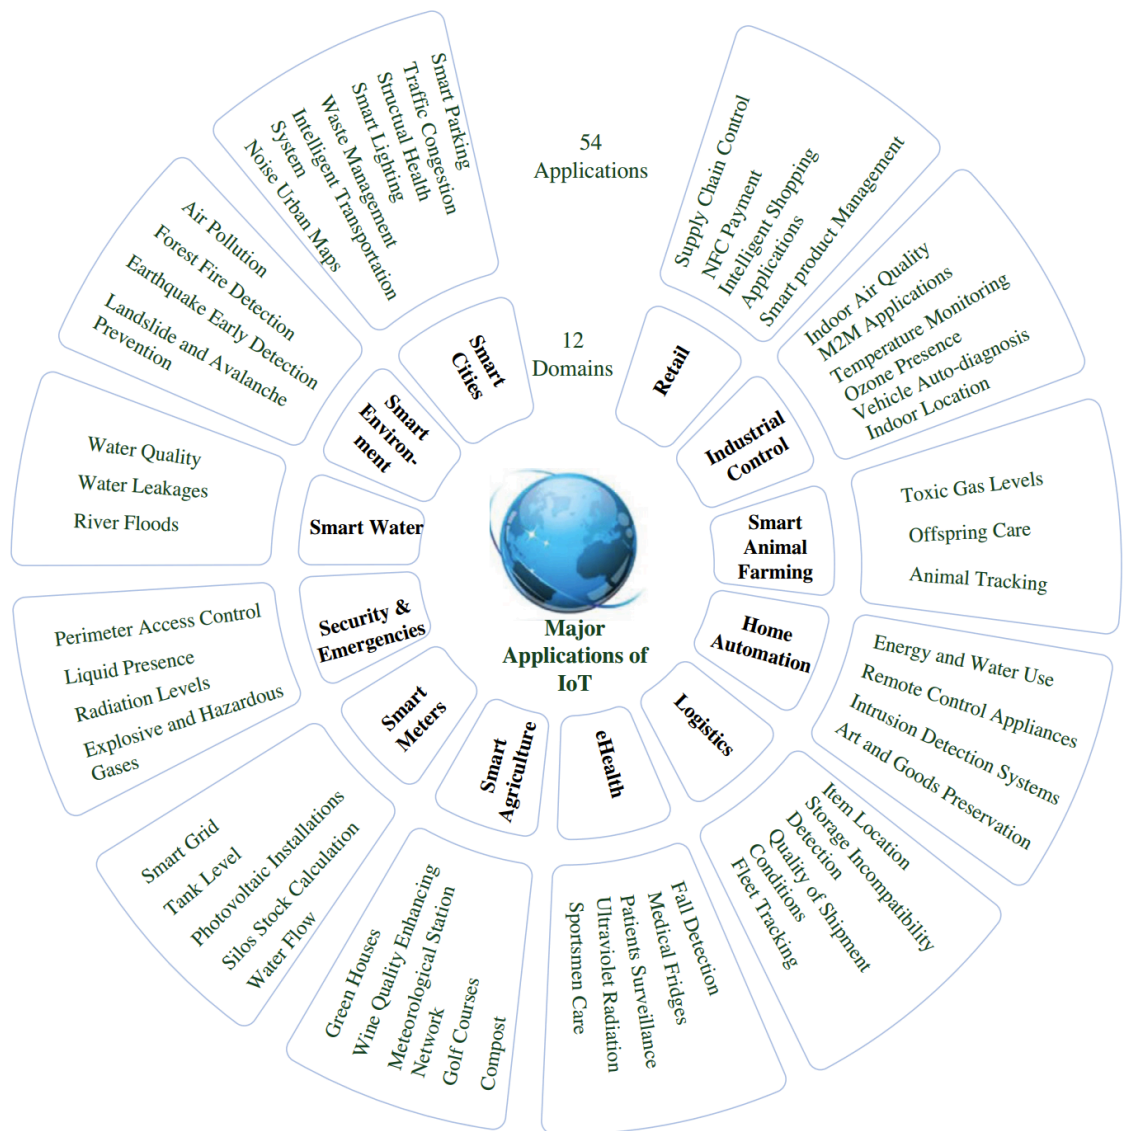 54
Applications
12
Domains
Major
Applications of
IoT
Retail
Supply Chain Control
NFC Payment
Intelligent Shopping
Applications
Smart product Management
Industrial
Control
Indoor Air Quality
M2M Applications
Temperature Monitoring
Ozone Presence
Vehicle Auto-diagnosis
Indoor Location
Smart
Animal
Farming
Toxic Gas Levels
Offspring Care
Animal Tracking
Home
Automation
Energy and Water Use
Remote Control Appliances
Intrusion Detection Systems
Art and Goods Preservation
Logistics
Item Location
Storage Incompatibility
Detection
Quality of Shipment
Conditions
Fleet Tracking
eHealth
Fall Detection
Medical Fridges
Patients Surveillance
Ultraviolet Radiation
Sportsmen Care
Smart
Agriculture
Green Houses
Wine Quality Enhancing
Meteorological Station
Network
Golf Courses
Compost
Smart
Meters
Smart Grid
Tank Level
Photovoltaic Installations
Silos Stock Calculation
Water Flow
Security &
Emergencies
Perimeter Access Control
Liquid Presence
Radiation Levels
Explosive and Hazardous
Gases
Smart Water
Water Quality
Water Leakages
River Floods
Smart
Environ-
ment
Air Pollution
Forest Fire Detection
Earthquake Early Detection
Landslide and Avalanche
Prevention
Smart
Cities
Smart Parking
Traffic Congestion
Structual Health
Smart Lighting
Waste Management
Intelligent Transportation
System
Noise Urban Maps